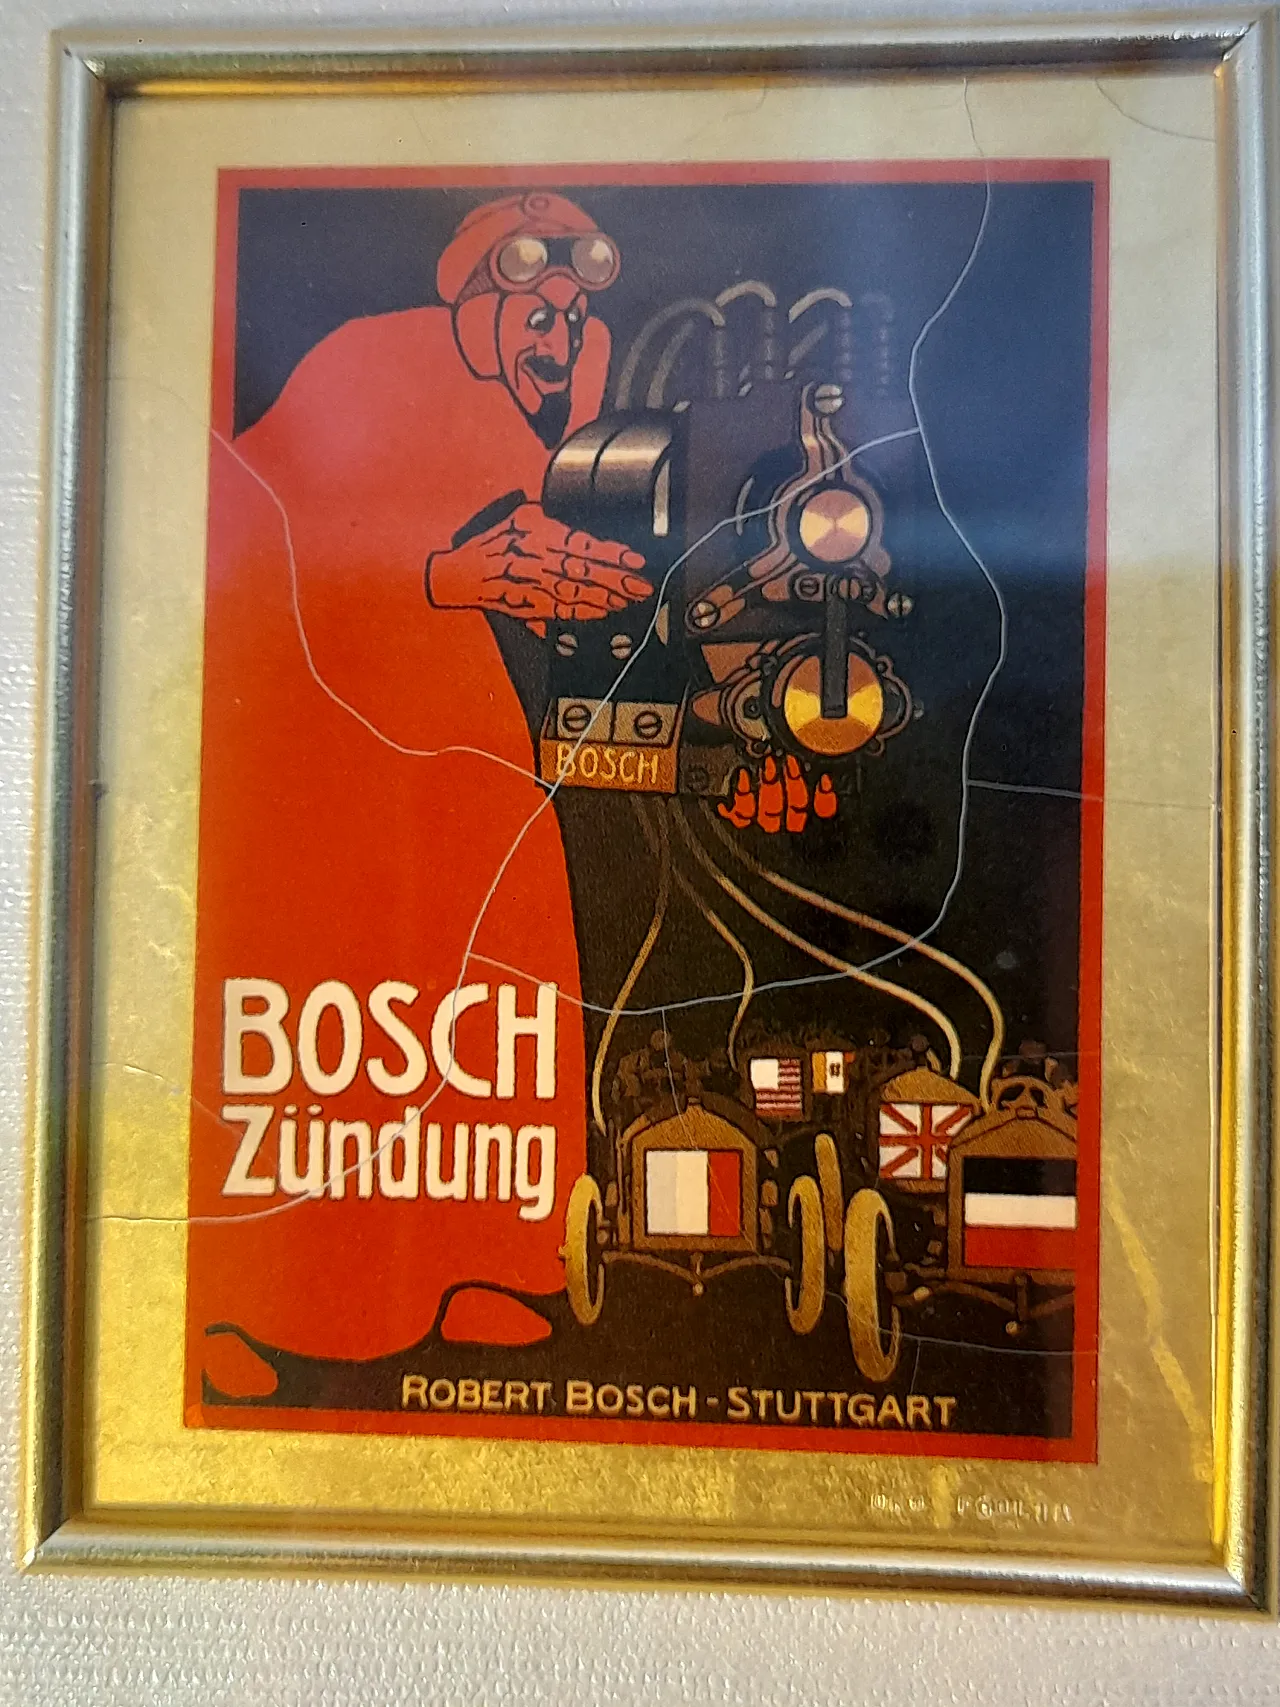 BOSCH
BOSCH
Zündung
ROBERT BOSCH - STUTTGART